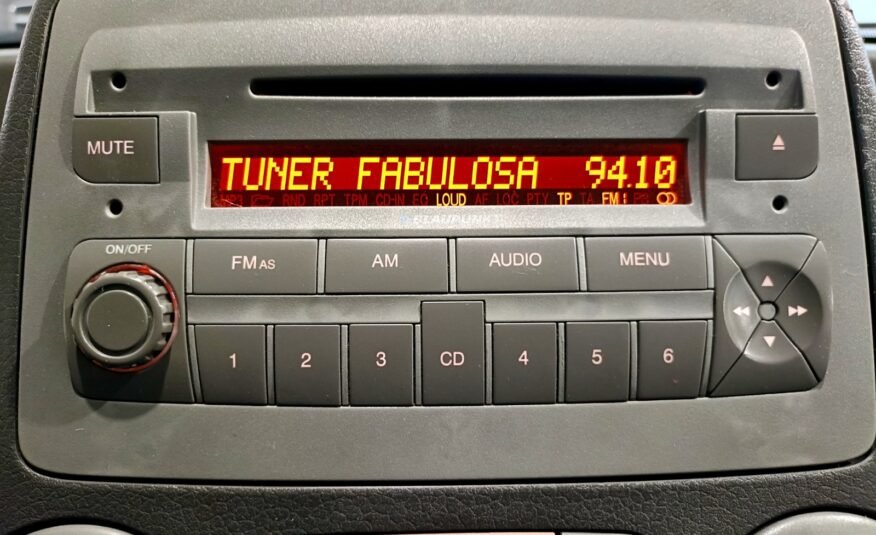 MUTE
TUNER FABULOSA 94.10
RND RPT TPM CD-IN EQ LOUD AF LOC PTY TP TA FM1
BLAUPUNKT
ON/OFF
FM AS AM AUDIO MENU
1 2 3 CD 4 5 6